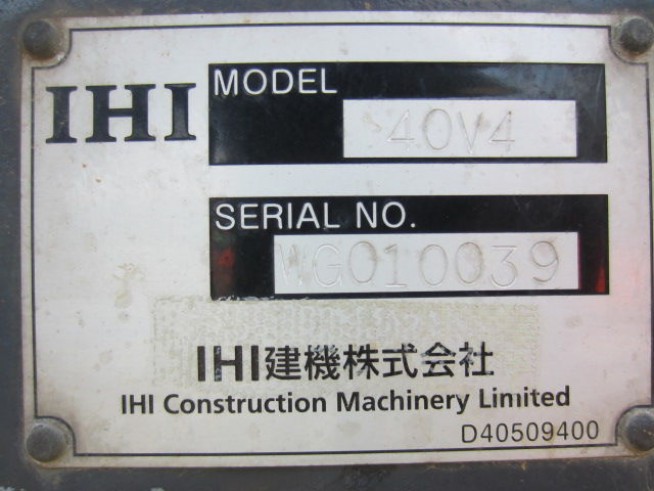 IHI
MODEL
40V4
SERIAL NO.
WG010039
IHI建機株式会社
IHI Construction Machinery Limited
D40509400